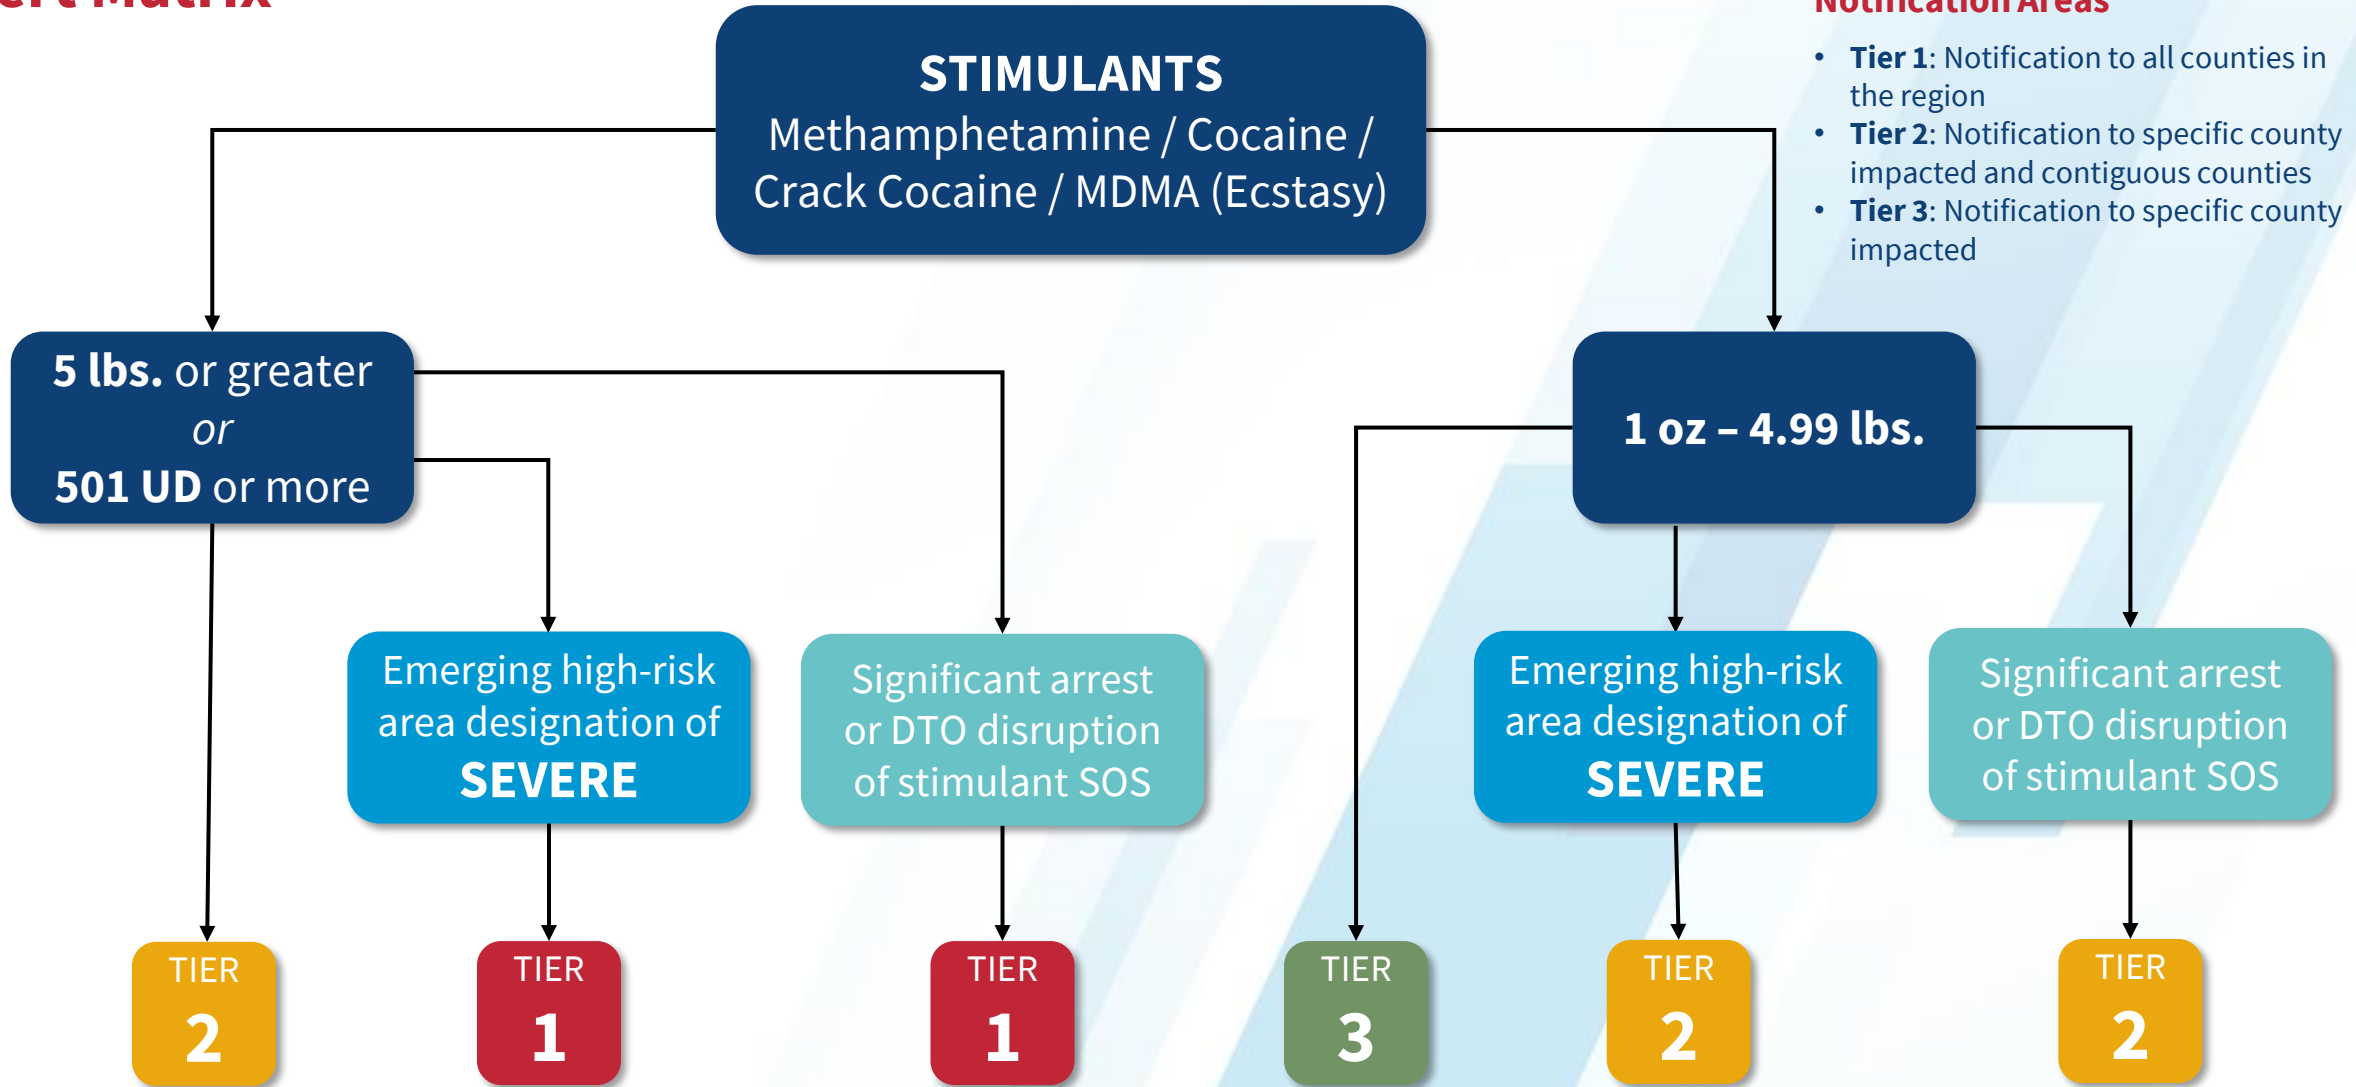 ert Matrix
Notification Areas
• Tier 1: Notification to all counties in
the region
• Tier 2: Notification to specific county
impacted and contiguous counties
• Tier 3: Notification to specific county
impacted
STIMULANTS
Methamphetamine / Cocaine /
Crack Cocaine / MDMA (Ecstasy)
5 lbs. or greater
or
501 UD or more
1 oz – 4.99 lbs.
Emerging high-risk
area designation of
SEVERE
Significant arrest
or DTO disruption
of stimulant SOS
Emerging high-risk
area designation of
SEVERE
Significant arrest
or DTO disruption
of stimulant SOS
TIER
2
TIER
1
TIER
1
TIER
3
TIER
2
TIER
2